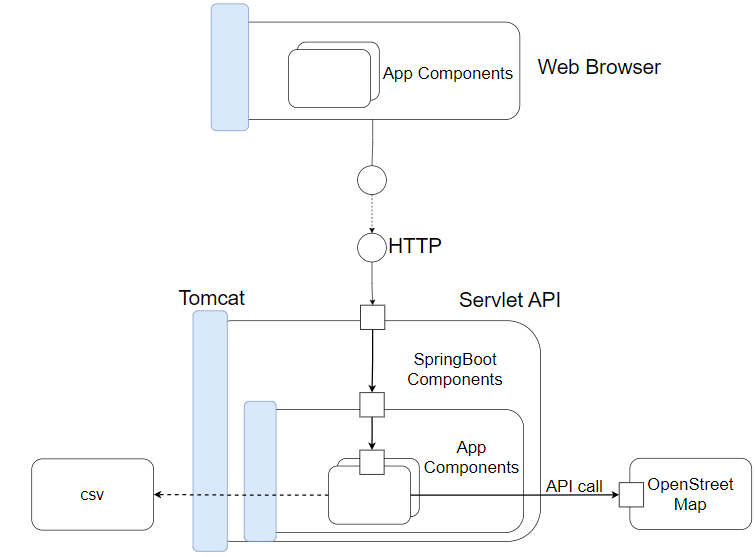 App Components
Web Browser
HTTP
Tomcat
Servlet API
SpringBoot
Components
App
Components
csv
API call
OpenStreet
Map